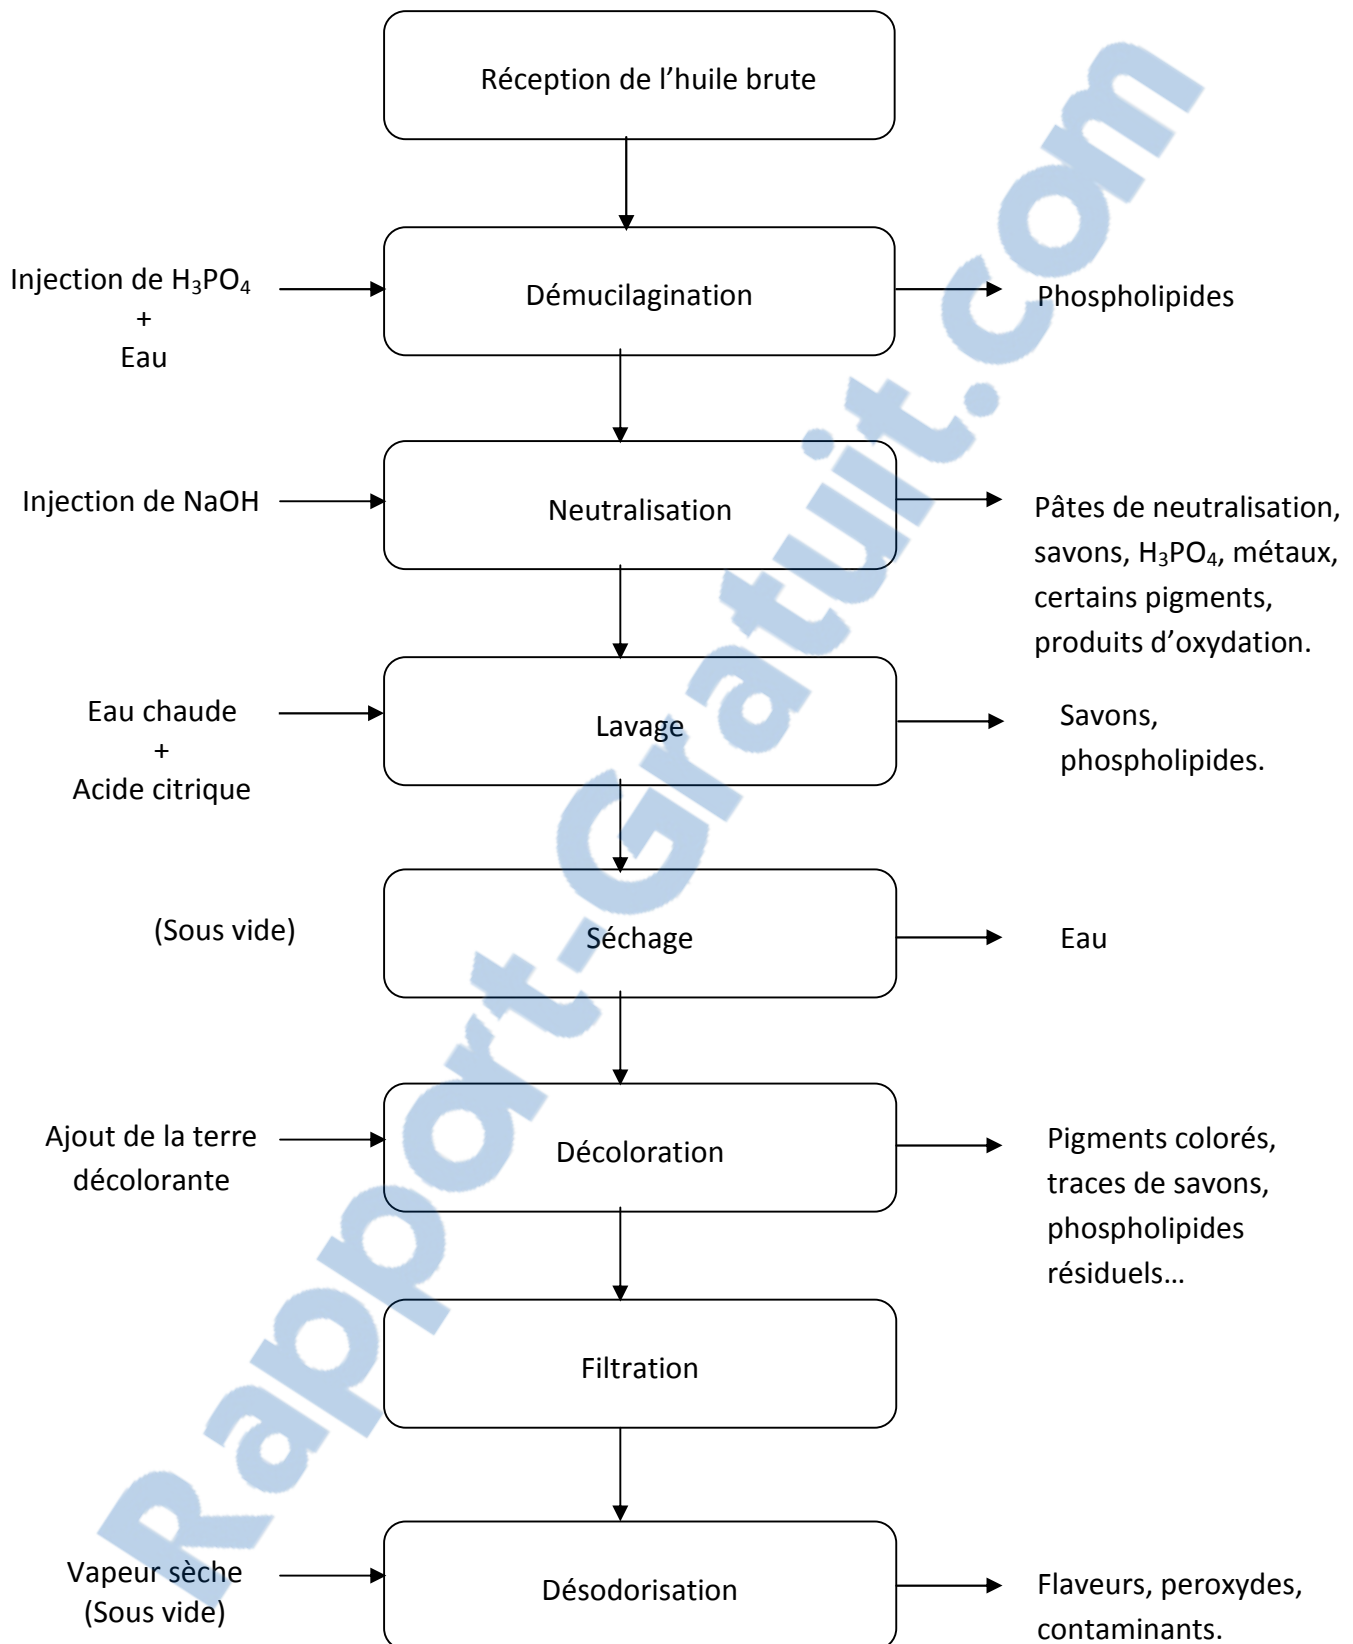 Réception de l’huile brute
Injection de H₃PO₄
+
Eau
Démucilagination
Phospholipides
Injection de NaOH
Neutralisation
Pâtes de neutralisation,
savons, H₃PO₄, métaux,
certains pigments,
produits d’oxydation.
Eau chaude
+
Acide citrique
Lavage
Savons,
phospholipides.
(Sous vide)
Séchage
Eau
Ajout de la terre
décolorante
Décoloration
Pigments colorés,
traces de savons,
phospholipides
résiduels…
Filtration
Vapeur sèche
(Sous vide)
Désodorisation
Flaveurs, peroxydes,
contaminants.
Rapport-Gratuit.com